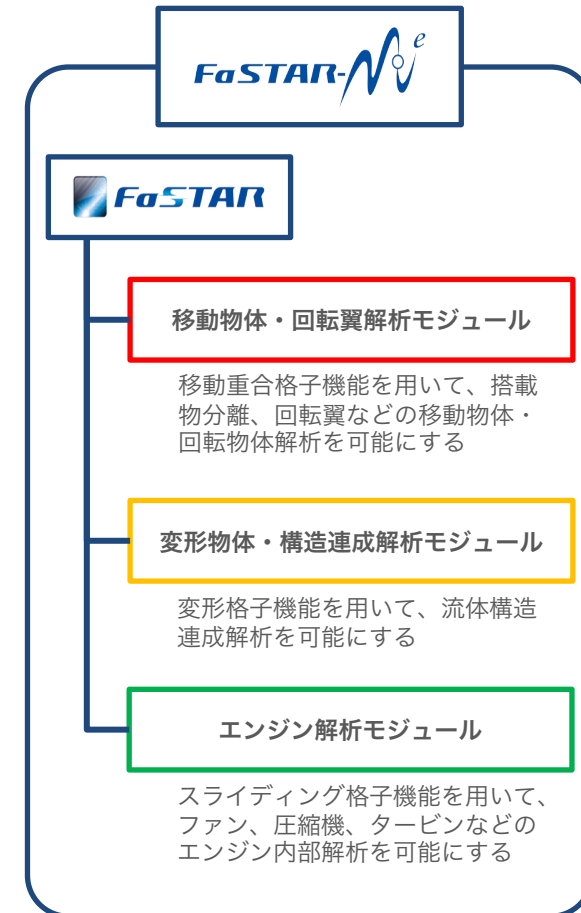 FaSTAR-Move
FaSTAR
移動物体・回転翼解析モジュール
移動重合格子機能を用いて、搭載
物分離、回転翼などの移動物体・
回転物体解析を可能にする
変形物体・構造連成解析モジュール
変形格子機能を用いて、流体構造
連成解析を可能にする
エンジン解析モジュール
スライディング格子機能を用いて、
ファン、圧縮機、タービンなどの
エンジン内部解析を可能にする